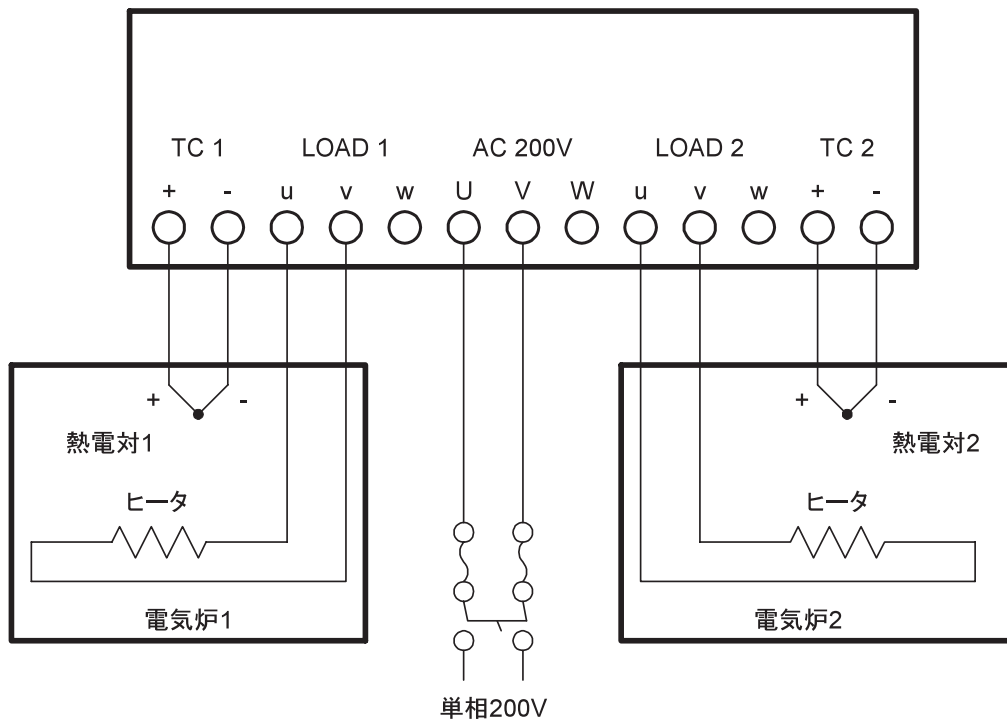 TC 1 LOAD 1 AC 200V LOAD 2 TC 2
+ - u v w U V W u v w + -
+ -
熱電対1
ヒータ
電気炉1
+ -
熱電対2
ヒータ
電気炉2
単相200V